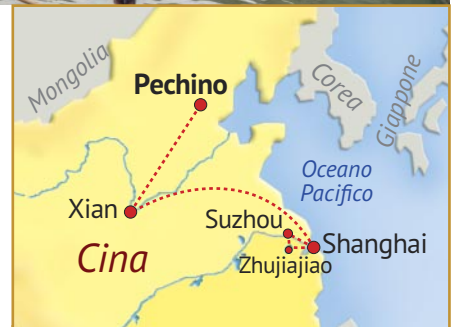 Mongolia
Pechino
Corea
Giappone
Oceano
Pacifico
Xian
Suzhou
Shanghai
Zhujiajiao
Cina